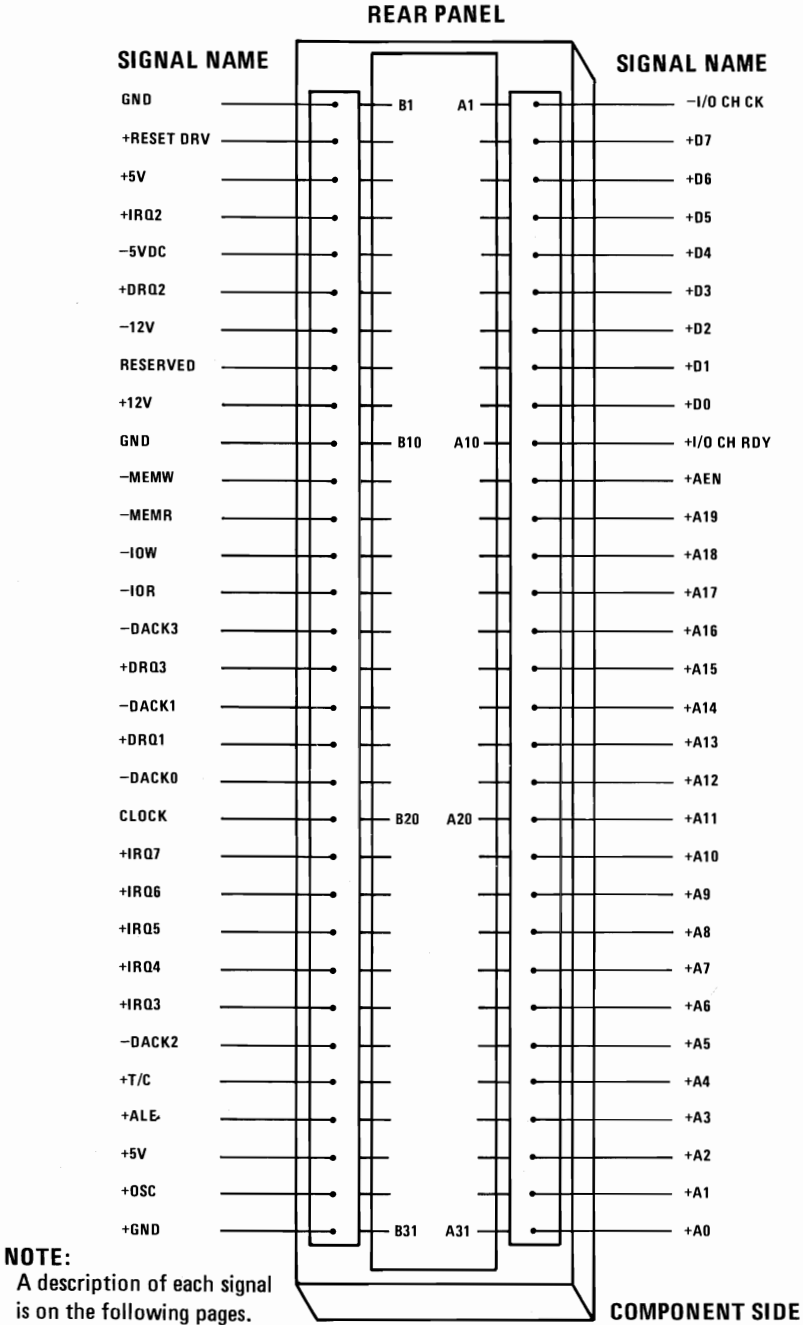 REAR PANEL
SIGNAL NAME SIGNAL NAME
GND B1 A1 −I/O CH CK
+RESET DRV +D7
+5V +D6
+IRQ2 +D5
−5VDC +D4
+DRQ2 +D3
−12V +D2
RESERVED +D1
+12V +D0
GND B10 A10 +I/O CH RDY
−MEMW +AEN
−MEMR +A19
−IOW +A18
−IOR +A17
−DACK3 +A16
+DRQ3 +A15
−DACK1 +A14
+DRQ1 +A13
−DACK0 +A12
CLOCK B20 A20 +A11
+IRQ7 +A10
+IRQ6 +A9
+IRQ5 +A8
+IRQ4 +A7
+IRQ3 +A6
−DACK2 +A5
+T/C +A4
+ALE +A3
+5V +A2
+OSC +A1
+GND B31 A31 +A0
NOTE:
A description of each signal
is on the following pages.
COMPONENT SIDE